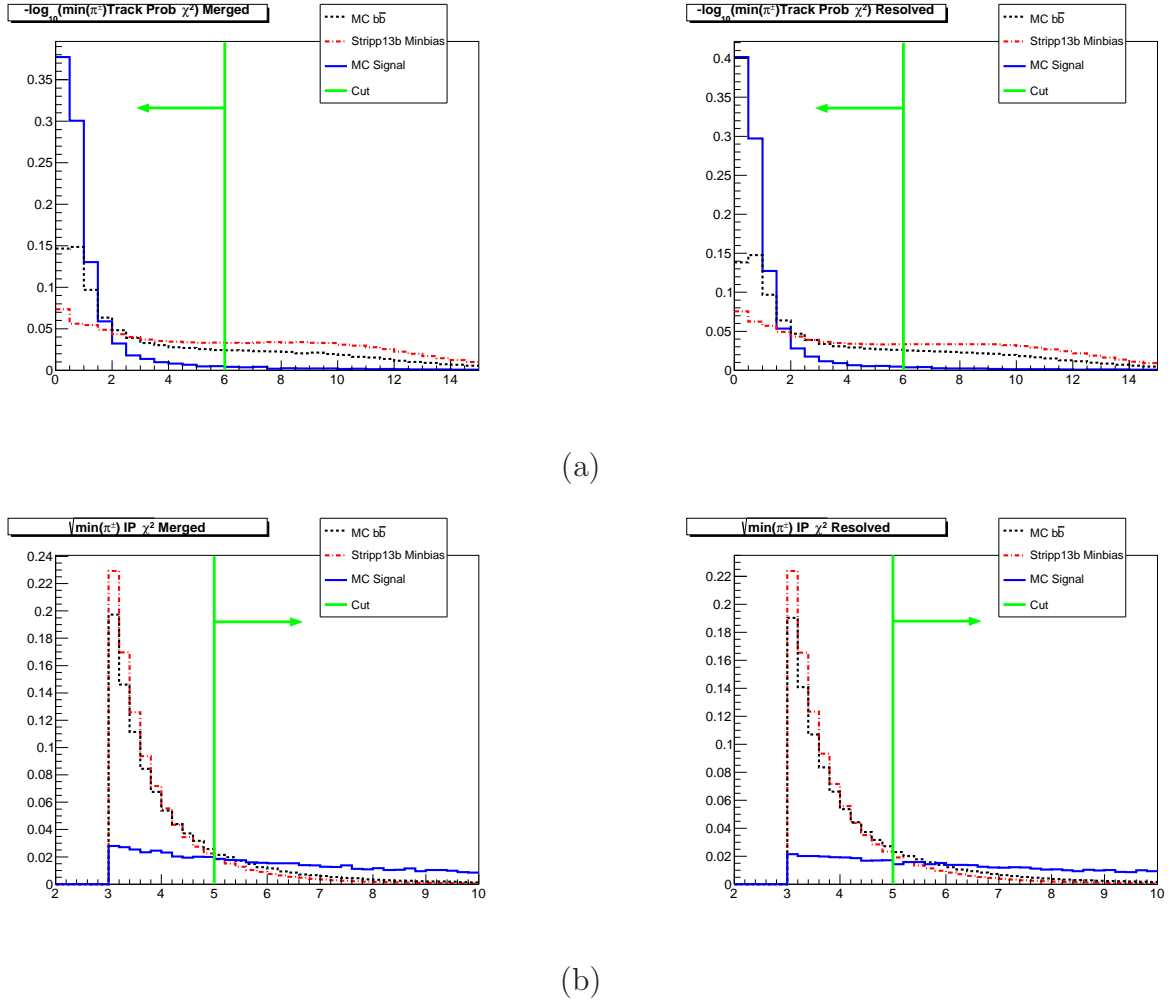 -log₁₀(min(π±)Track Prob χ²) Merged
MC bb̅
Stripp13b Minbias
MC Signal
Cut
0.35
0.3
0.25
0.2
0.15
0.1
0.05
0
0 2 4 6 8 10 12 14
-log₁₀(min(π±)Track Prob χ²) Resolved
MC bb̅
Stripp13b Minbias
MC Signal
Cut
0.4
0.35
0.3
0.25
0.2
0.15
0.1
0.05
0
0 2 4 6 8 10 12 14
(a)
√min(π±) IP χ² Merged
MC bb̅
Stripp13b Minbias
MC Signal
Cut
0.24
0.22
0.2
0.18
0.16
0.14
0.12
0.1
0.08
0.06
0.04
0.02
0
2 3 4 5 6 7 8 9 10
√min(π±) IP χ² Resolved
MC bb̅
Stripp13b Minbias
MC Signal
Cut
0.22
0.2
0.18
0.16
0.14
0.12
0.1
0.08
0.06
0.04
0.02
0
2 3 4 5 6 7 8 9 10
(b)